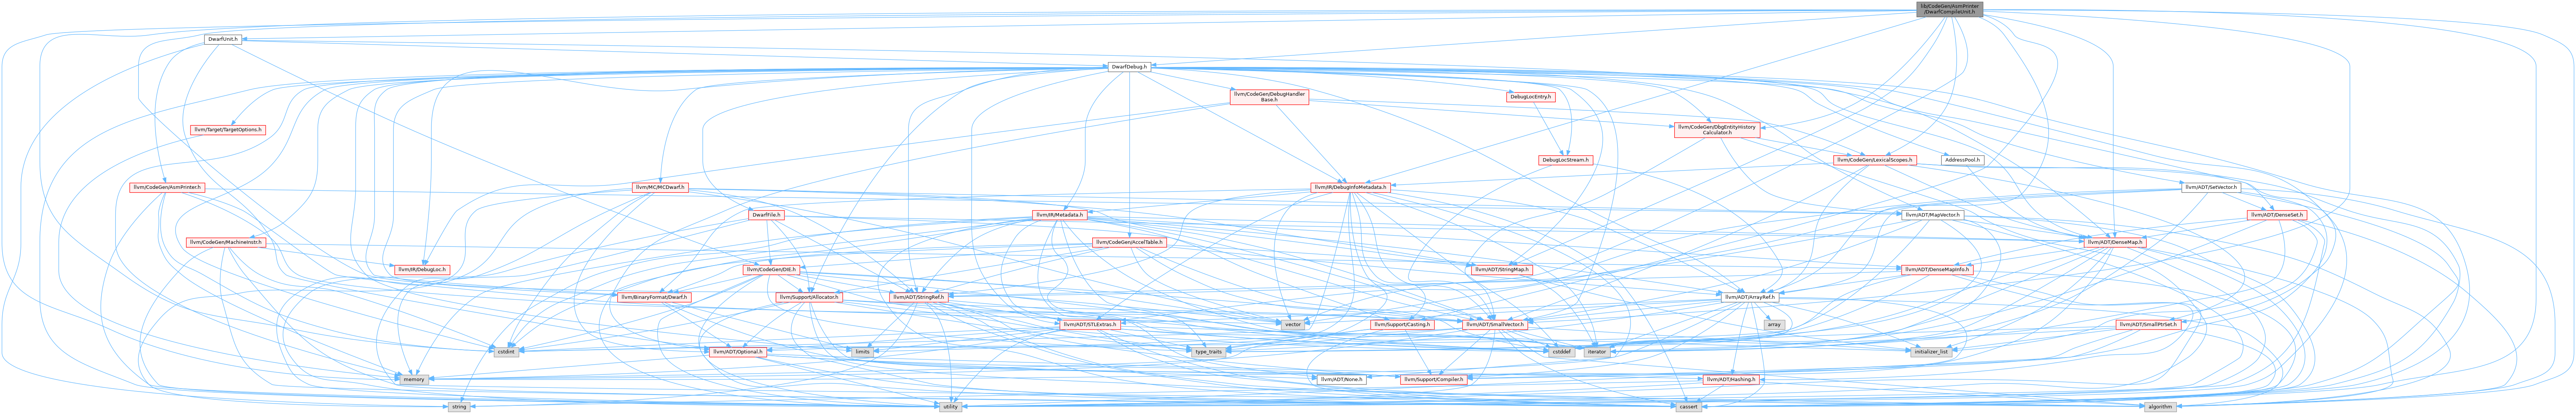 lib/CodeGen/AsmPrinter
/DwarfCompileUnit.h
DwarfUnit.h
DwarfDebug.h
llvm/CodeGen/DebugHandler
Base.h
DebugLocEntry.h
llvm/Target/TargetOptions.h
llvm/CodeGen/DbgEntityHistory
Calculator.h
DebugLocStream.h
llvm/CodeGen/LexicalScopes.h
AddressPool.h
llvm/CodeGen/AsmPrinter.h
llvm/MC/MCDwarf.h
llvm/IR/DebugInfoMetadata.h
llvm/ADT/SetVector.h
DwarfFile.h
llvm/IR/Metadata.h
llvm/ADT/MapVector.h
llvm/ADT/DenseSet.h
llvm/CodeGen/MachineInstr.h
llvm/CodeGen/AccelTable.h
llvm/ADT/DenseMap.h
llvm/IR/DebugLoc.h
llvm/CodeGen/DIE.h
llvm/ADT/StringMap.h
llvm/ADT/DenseMapInfo.h
llvm/BinaryFormat/Dwarf.h
llvm/Support/Allocator.h
llvm/ADT/StringRef.h
llvm/ADT/ArrayRef.h
llvm/ADT/STLExtras.h
vector
llvm/Support/Casting.h
llvm/ADT/SmallVector.h
array
llvm/ADT/SmallPtrSet.h
cstdint
llvm/ADT/Optional.h
limits
type_traits
cstddef
iterator
initializer_list
memory
llvm/ADT/None.h
llvm/Support/Compiler.h
llvm/ADT/Hashing.h
string
utility
cassert
algorithm